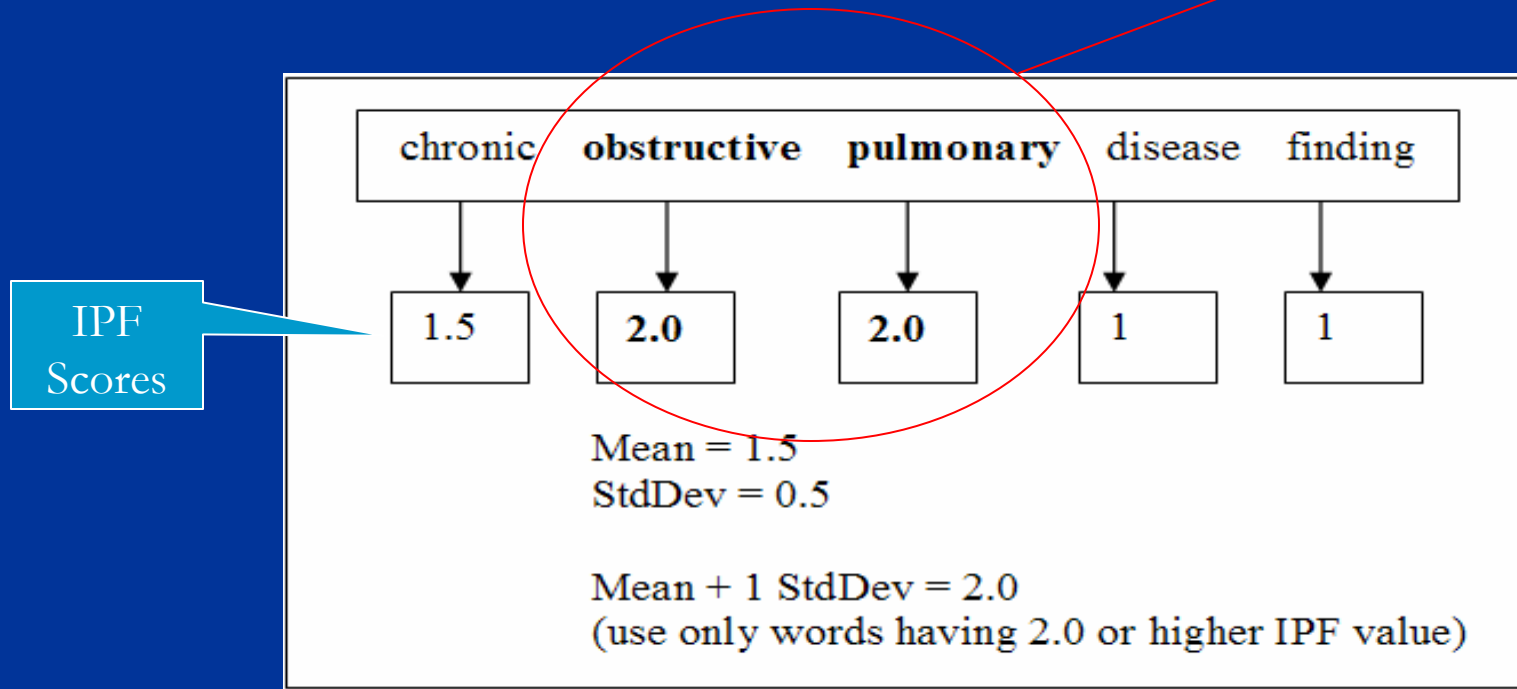 chronic obstructive pulmonary disease finding
IPF
Scores
1.5 2.0 2.0 1 1
Mean = 1.5
StdDev = 0.5
Mean + 1 StdDev = 2.0
(use only words having 2.0 or higher IPF value)